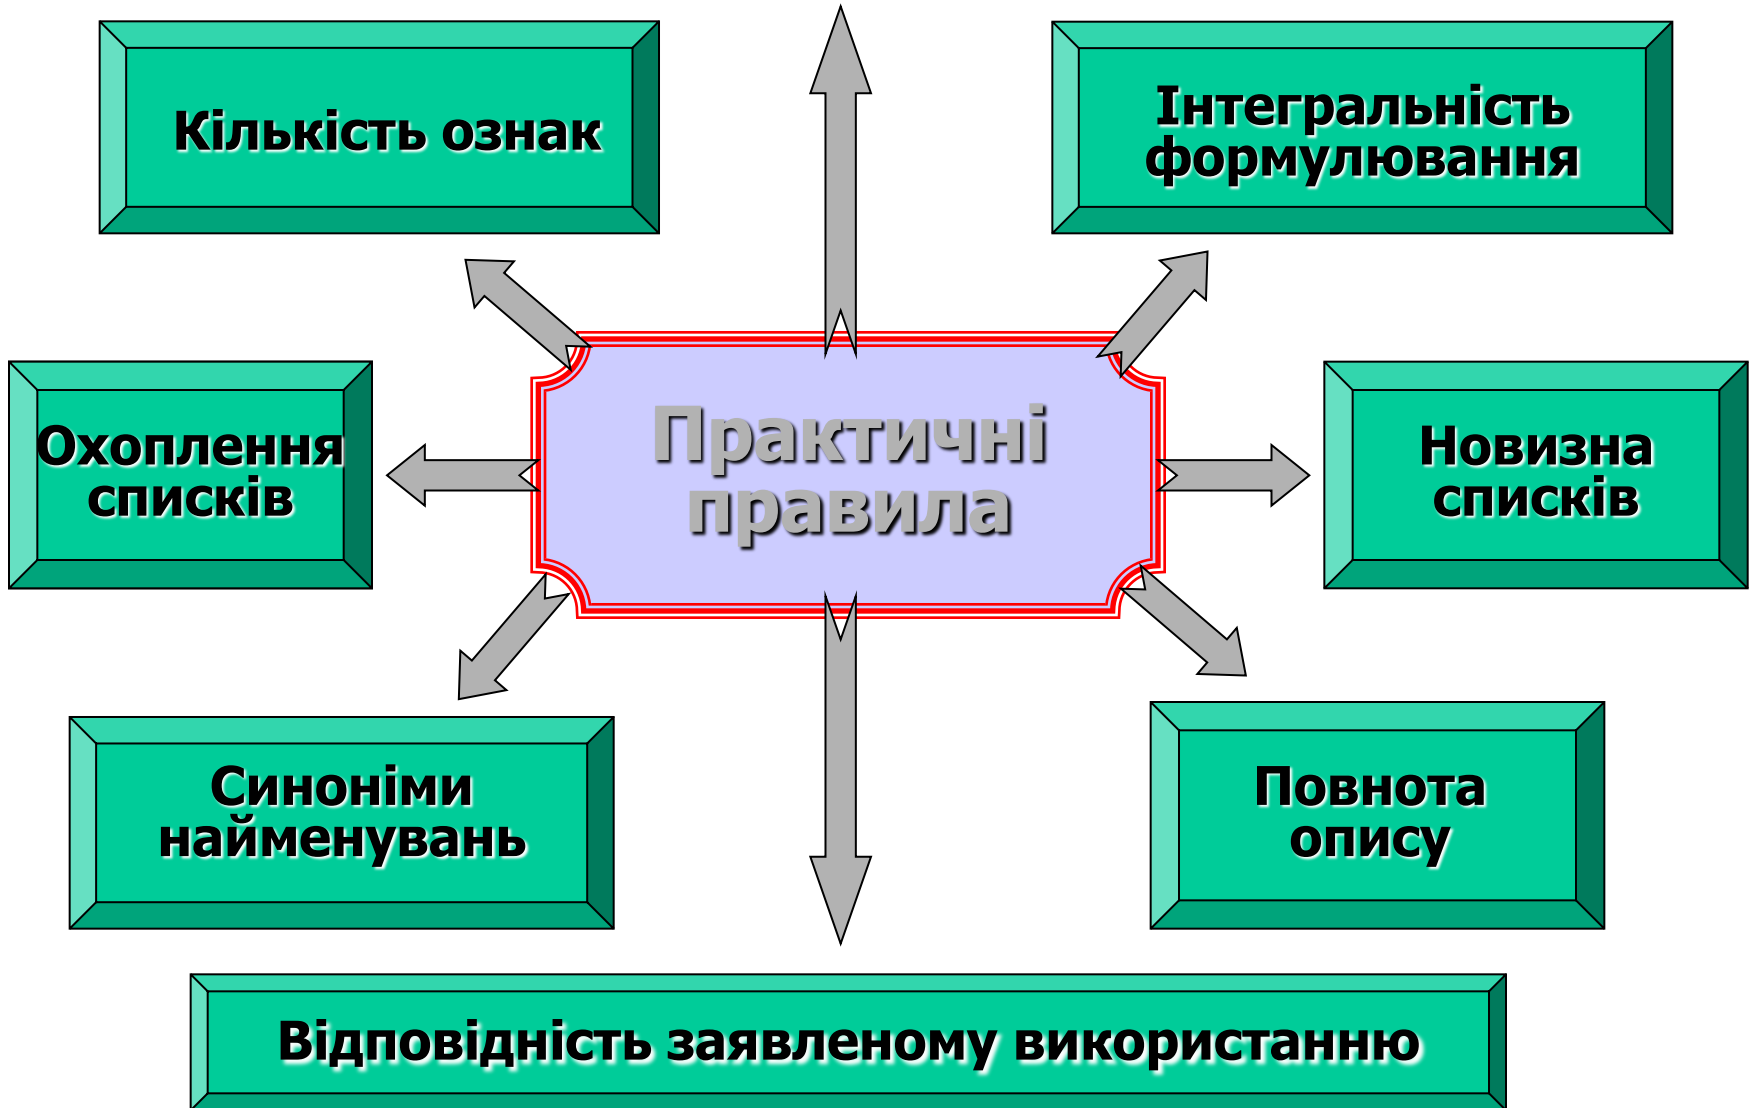 Кількість ознак
Інтегральність
формулювання
Практичні
правила
Охоплення
списків
Новизна
списків
Синоніми
найменувань
Повнота
опису
Відповідність заявленому використанню